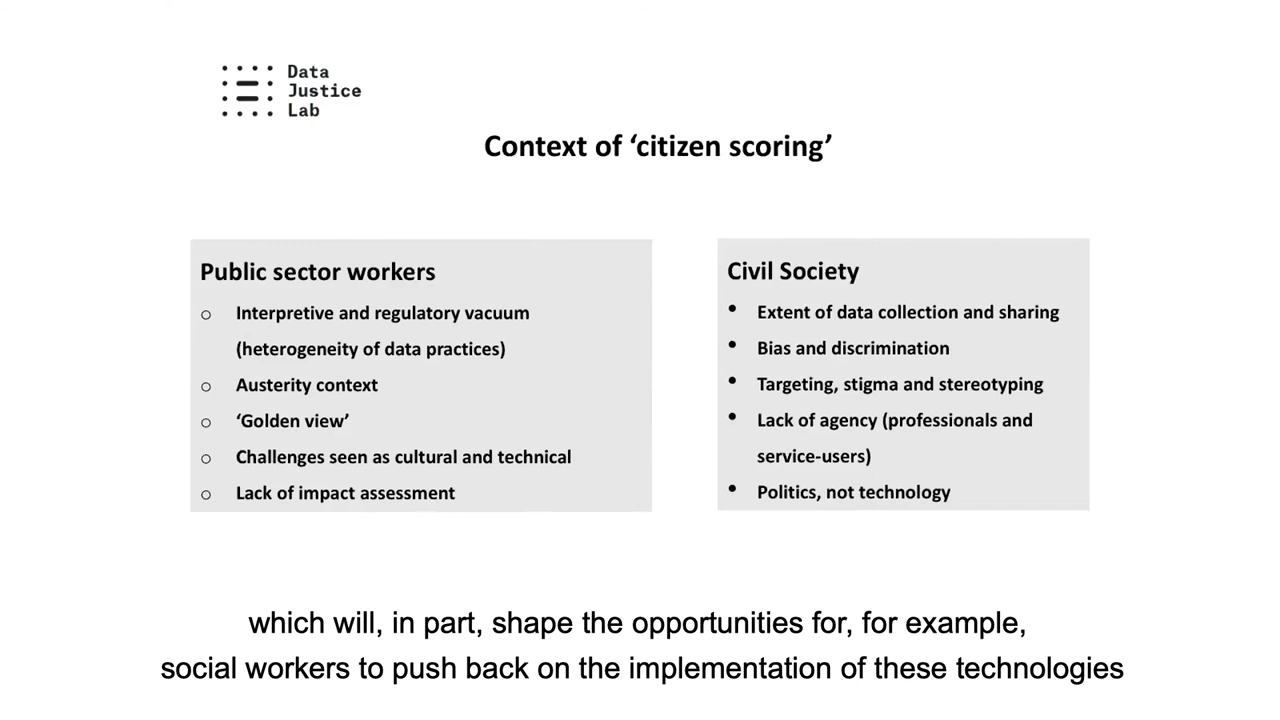 Data
Justice
Lab
Context of ‘citizen scoring’
Public sector workers
Interpretive and regulatory vacuum
(heterogeneity of data practices)
Austerity context
‘Golden view’
Challenges seen as cultural and technical
Lack of impact assessment
Civil Society
Extent of data collection and sharing
Bias and discrimination
Targeting, stigma and stereotyping
Lack of agency (professionals and
service-users)
Politics, not technology
which will, in part, shape the opportunities for, for example,
social workers to push back on the implementation of these technologies